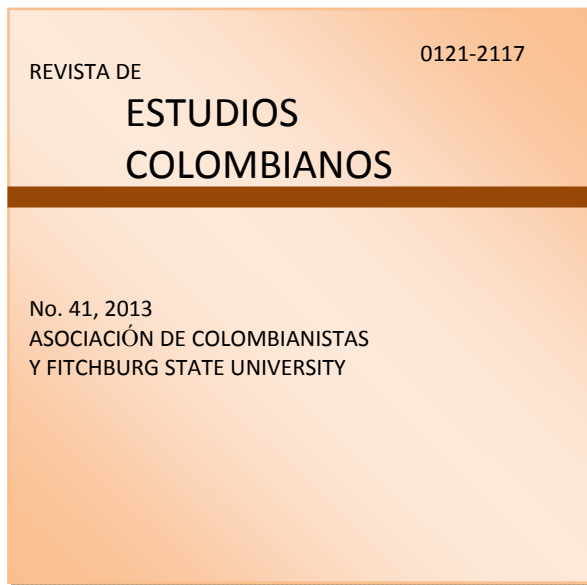 0121-2117
REVISTA DE
ESTUDIOS
COLOMBIANOS
No. 41, 2013
ASOCIACIÓN DE COLOMBIANISTAS
Y FITCHBURG STATE UNIVERSITY